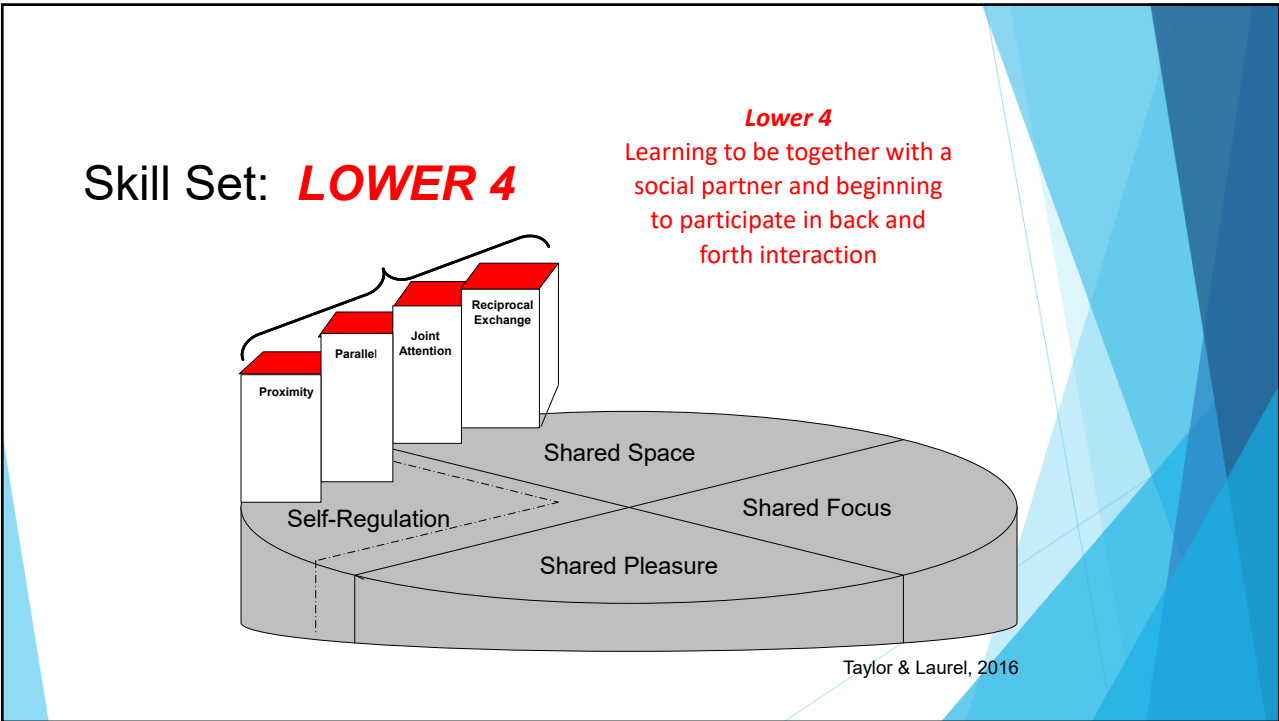 Skill Set: LOWER 4
Lower 4
Learning to be together with a
social partner and beginning
to participate in back and
forth interaction
Proximity
Parallel
Joint
Attention
Reciprocal
Exchange
Shared Space
Self-Regulation
Shared Focus
Shared Pleasure
Taylor & Laurel, 2016